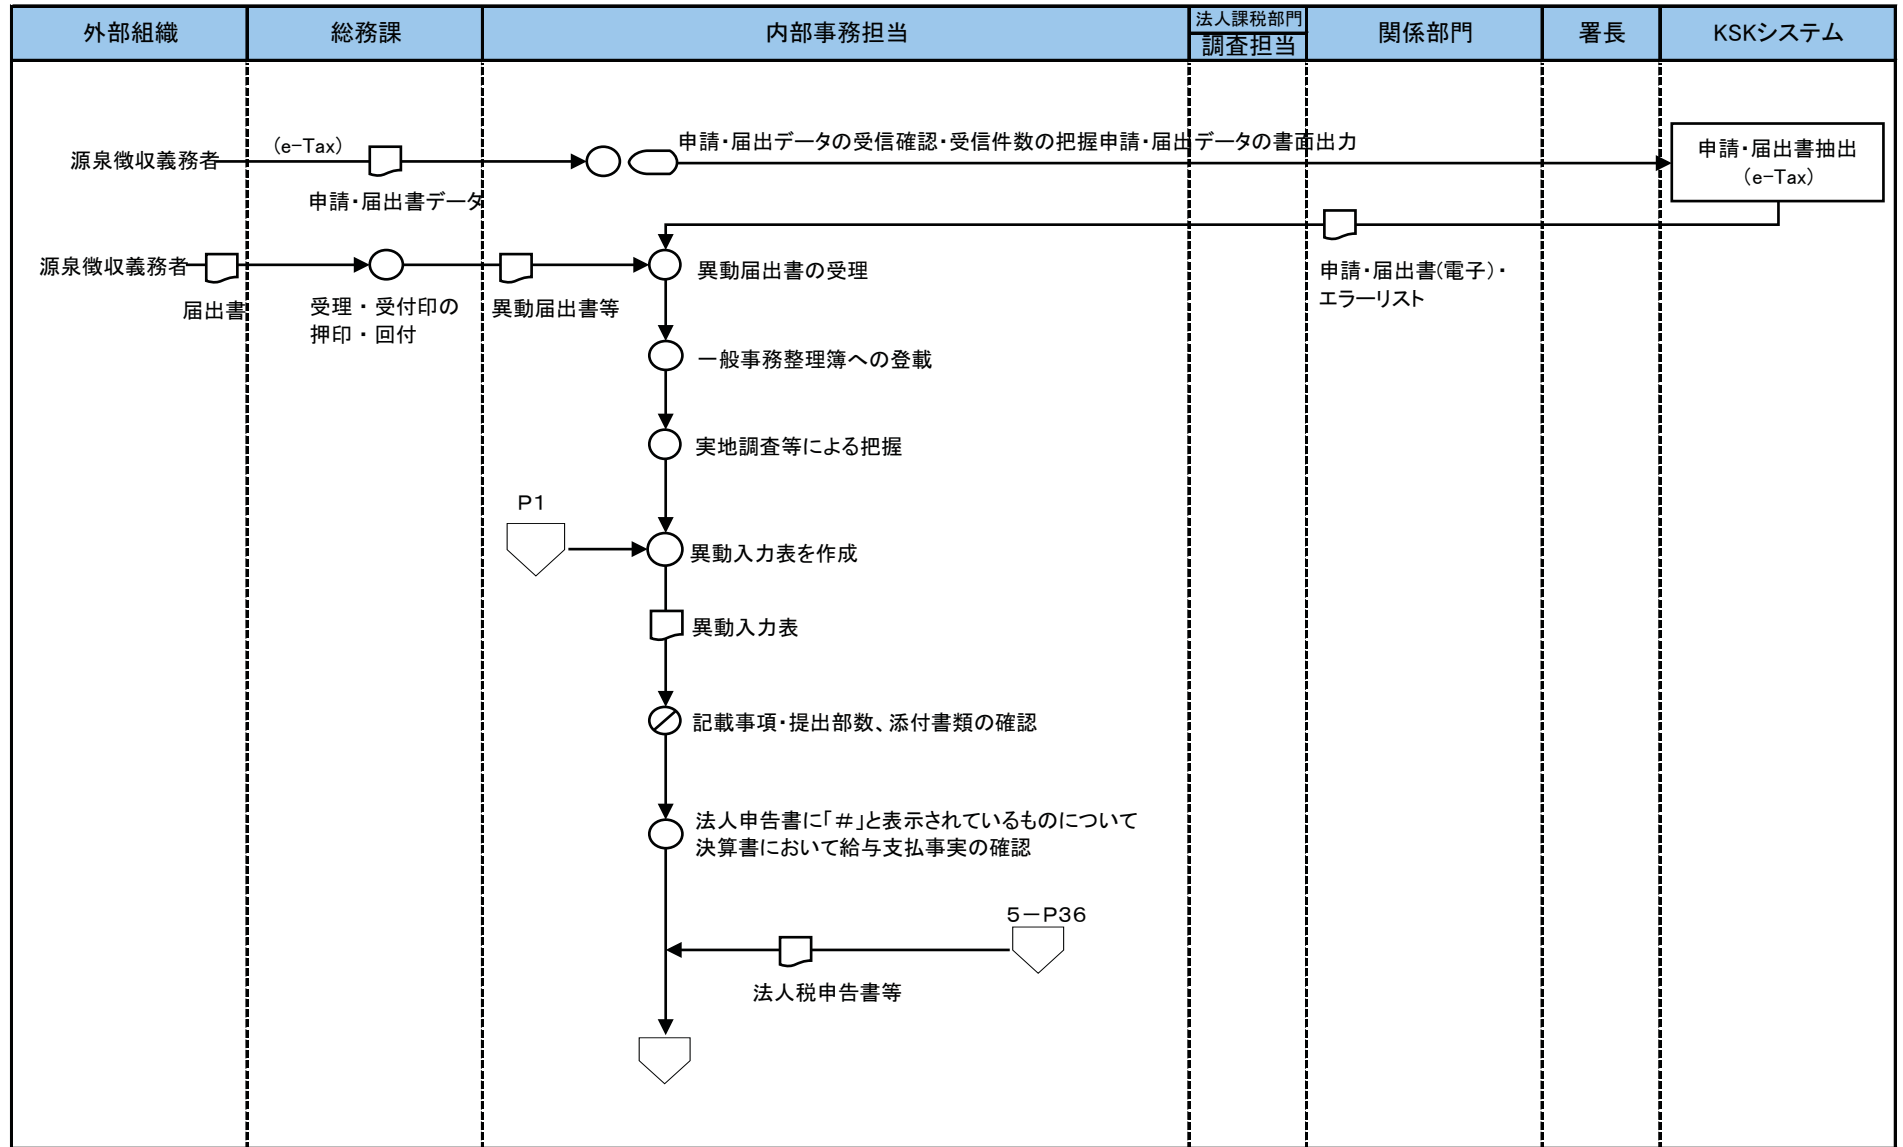 外部組織
総務課
内部事務担当
法人課税部門
調査担当
関係部門
署長
KSKシステム
源泉徴収義務者
(e-Tax)
申請・届出書データ
申請・届出データの受信確認・受信件数の把握申請・届出データの書面出力
申請・届出書抽出
(e-Tax)
源泉徴収義務者
届出書
受理・受付印の
押印・回付
異動届出書等
異動届出書の受理
申請・届出書(電子)・
エラーリスト
一般事務整理簿への登載
実地調査等による把握
P1
異動入力表を作成
異動入力表
記載事項・提出部数、添付書類の確認
法人申告書に「#」と表示されているものについて
決算書において給与支払事実の確認
5-P36
法人税申告書等